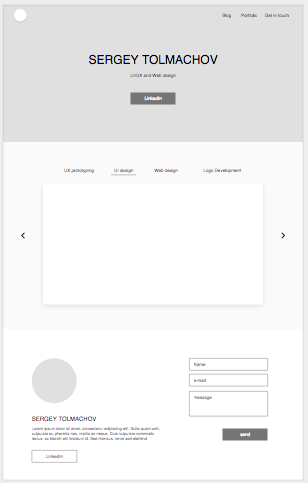 Blog Portfolio Get in touch
SERGEY TOLMACHOV
UI/UX and Web design
LinkedIn
UX prototyping UI design Web design Logo Development
Name
e-mail
message
send
SERGEY TOLMACHOV
Lorem ipsum dolor sit amet, consectetur adipiscing elit. Nulla quam velit,
vulputate eu pharetra nec, mattis ac neque. Duis vulputate commodo
lectus, ac blandit elit tincidunt id. Sed rhoncus, tortor sed eleifend
LinkedIn